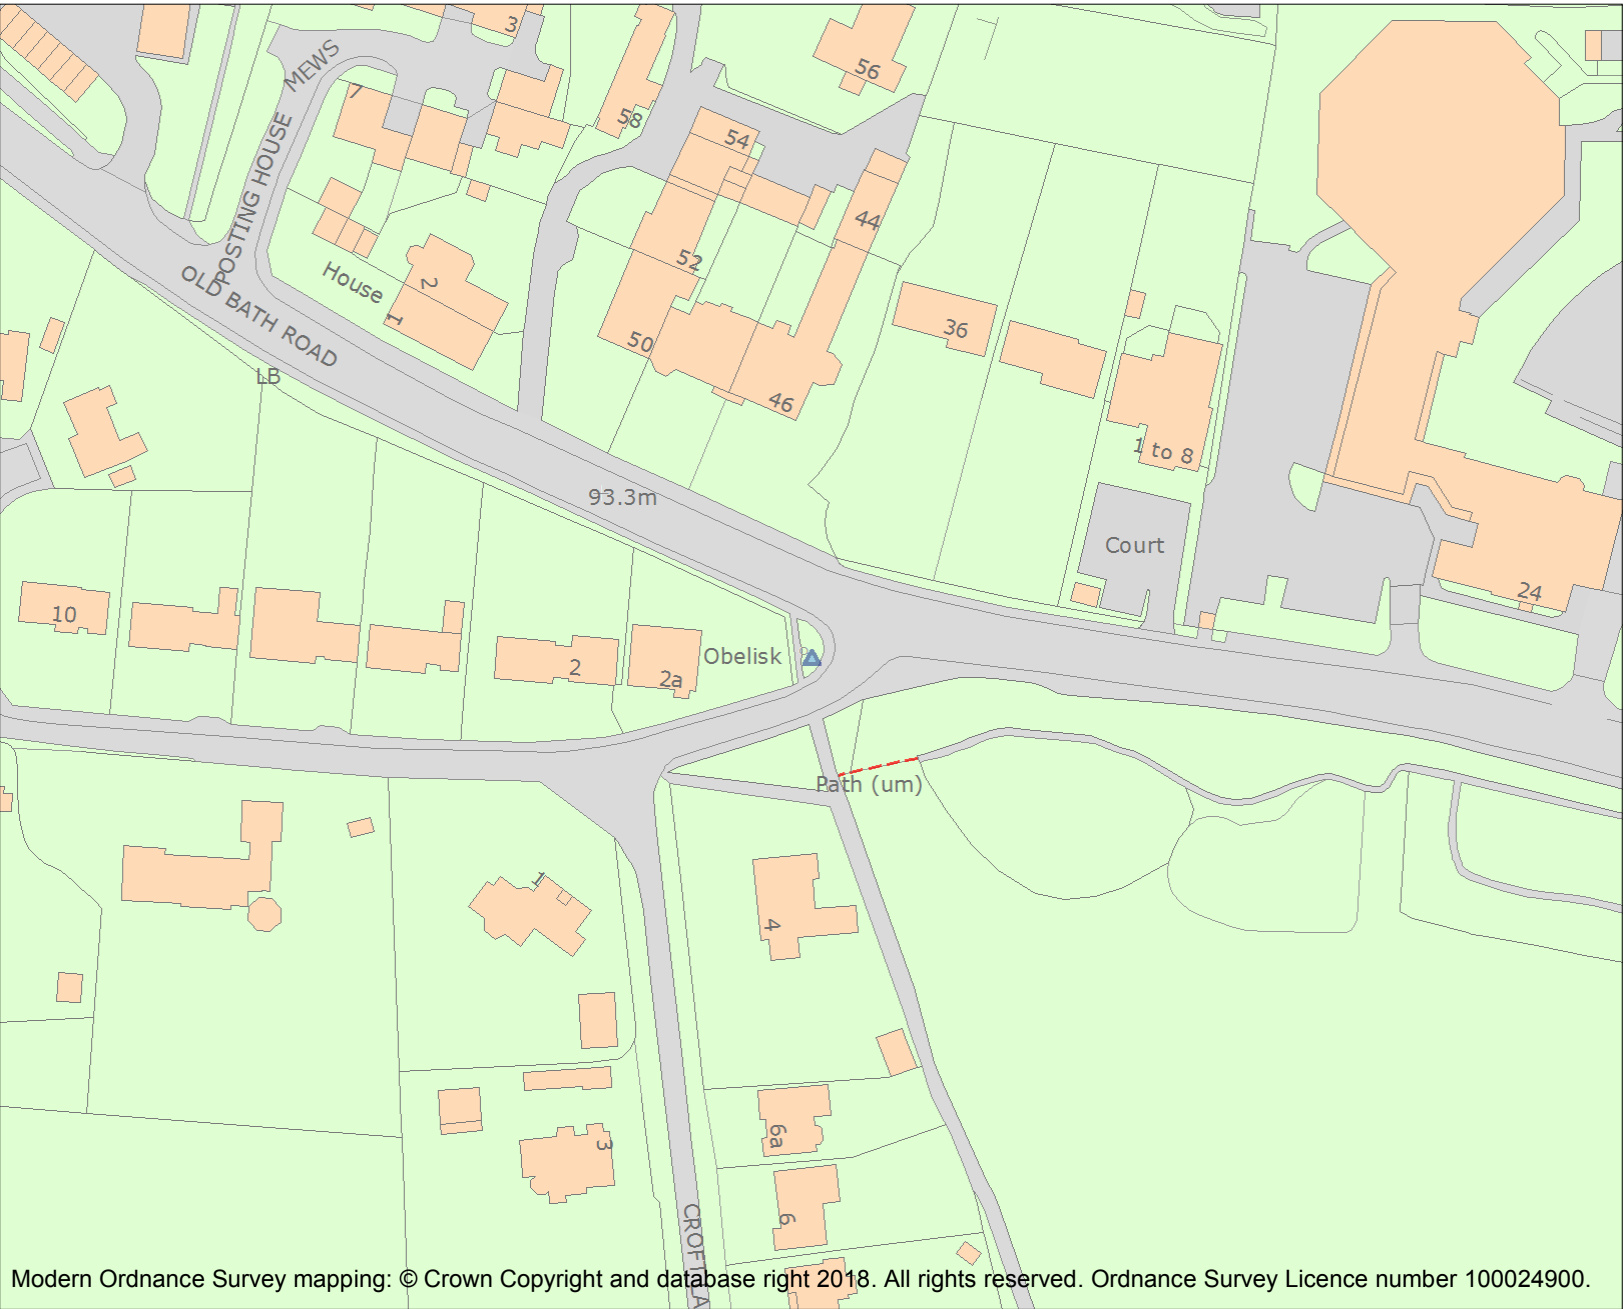 3
MEWS
56
7
58
54
POSTING HOUSE
44
52
House
2
1
OLD BATH ROAD
36
50
LB
46
1 to 8
93.3m
Court
24
10
Obelisk
2
2a
Path (um)
1
4
6a
3
6
CROFT LA
Modern Ordnance Survey mapping: © Crown Copyright and database right 2018. All rights reserved. Ordnance Survey Licence number 100024900.